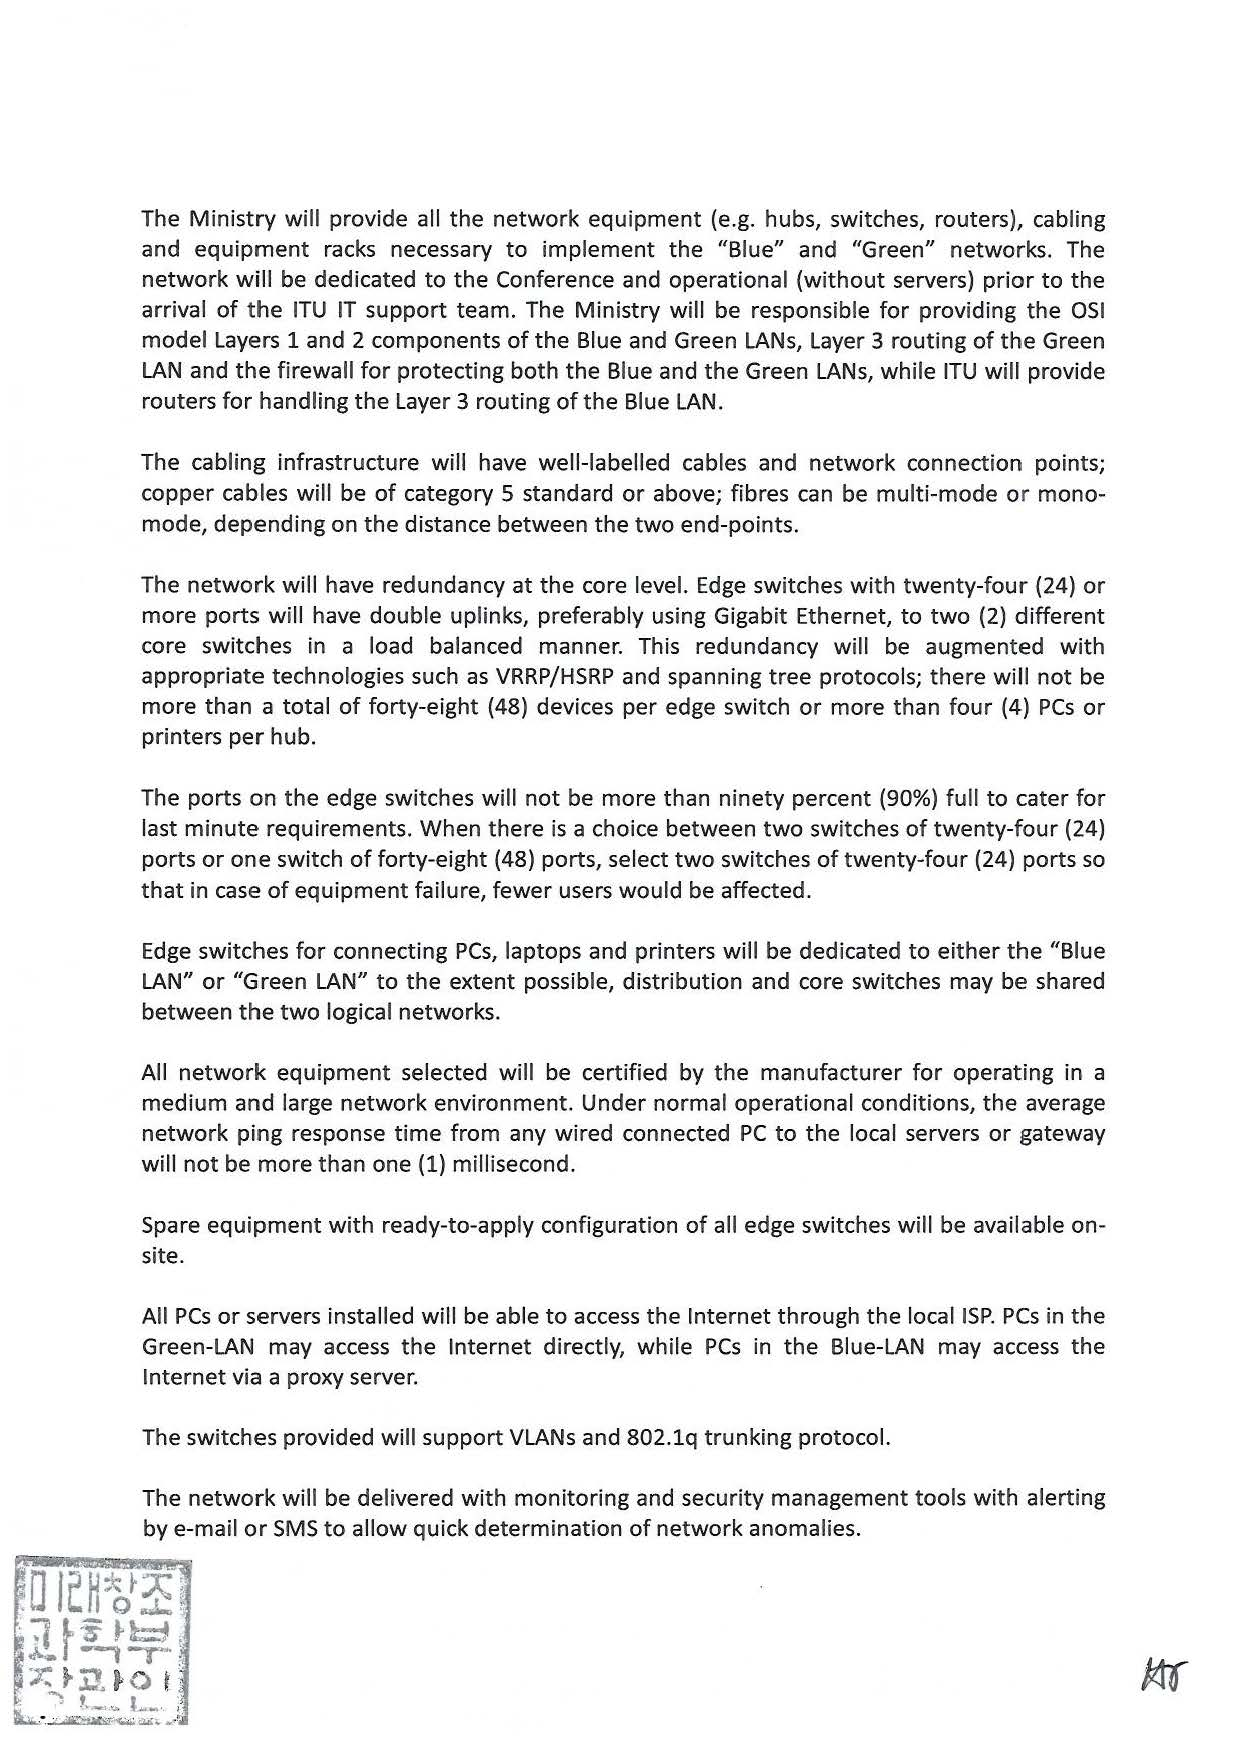 The Ministry will provide all the network equipment (e.g. hubs, switches, routers), cabling
and equipment racks necessary to implement the “Blue” and “Green” networks. The
network will be dedicated to the Conference and operational (without servers) prior to the
arrival of the ITU IT support team. The Ministry will be responsible for providing the OSI
model Layers 1 and 2 components of the Blue and Green LANs, Layer 3 routing of the Green
LAN and the firewall for protecting both the Blue and the Green LANs, while ITU will provide
routers for handling the Layer 3 routing of the Blue LAN.
The cabling infrastructure will have well-labelled cables and network connection points;
copper cables will be of category 5 standard or above; fibres can be multi-mode or mono-
mode, depending on the distance between the two end-points.
The network will have redundancy at the core level. Edge switches with twenty-four (24) or
more ports will have double uplinks, preferably using Gigabit Ethernet, to two (2) different
core switches in a load balanced manner. This redundancy will be augmented with
appropriate technologies such as VRRP/HSRP and spanning tree protocols; there will not be
more than a total of forty-eight (48) devices per edge switch or more than four (4) PCs or
printers per hub.
The ports on the edge switches will not be more than ninety percent (90%) full to cater for
last minute requirements. When there is a choice between two switches of twenty-four (24)
ports or one switch of forty-eight (48) ports, select two switches of twenty-four (24) ports so
that in case of equipment failure, fewer users would be affected.
Edge switches for connecting PCs, laptops and printers will be dedicated to either the “Blue
LAN” or “Green LAN” to the extent possible, distribution and core switches may be shared
between the two logical networks.
All network equipment selected will be certified by the manufacturer for operating in a
medium and large network environment. Under normal operational conditions, the average
network ping response time from any wired connected PC to the local servers or gateway
will not be more than one (1) millisecond.
Spare equipment with ready-to-apply configuration of all edge switches will be available on-
site.
All PCs or servers installed will be able to access the Internet through the local ISP. PCs in the
Green-LAN may access the Internet directly, while PCs in the Blue-LAN may access the
Internet via a proxy server.
The switches provided will support VLANs and 802.1q trunking protocol.
The network will be delivered with monitoring and security management tools with alerting
by e-mail or SMS to allow quick determination of network anomalies.
미래창조
과학부
장관인